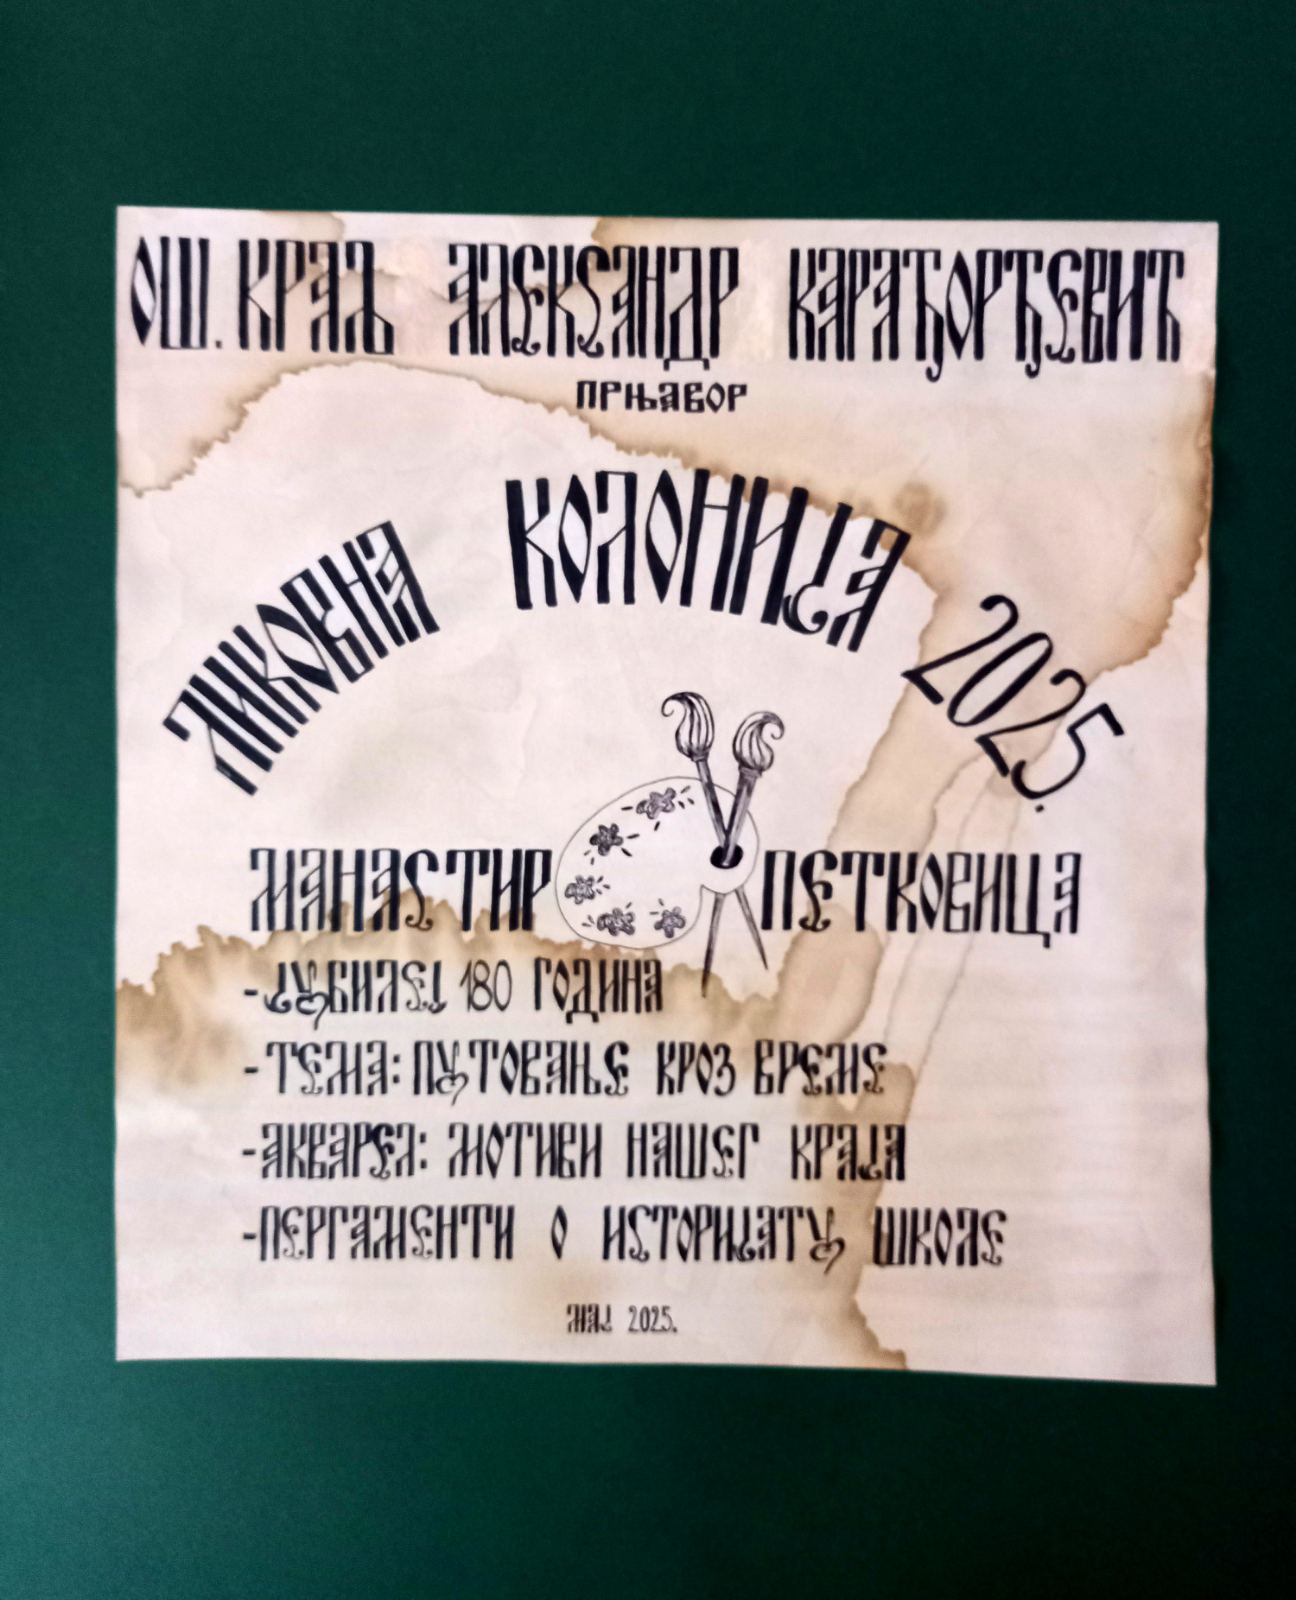 ОШ. КРАЉ АЛЕКСАНДР КАРАЂОРЂЕВИЋ
ПРЊАВОР
ЛИКОВНА КОЛОНИЈА 2025.
МАНАСТИР ПЕТКОВИЦА
-ЈУБИЛЕЈ 180 ГОДИНА
-ТЕМА: ПУТОВАЊЕ КРОЗ ВРЕМЕ
-АКВАРЕЛ: МОТИВИ НАШЕГ КРАЈА
-ПЕРГАМЕНТИ О ИСТОРИЈАТУ ШКОЛЕ
МАЈ 2025.